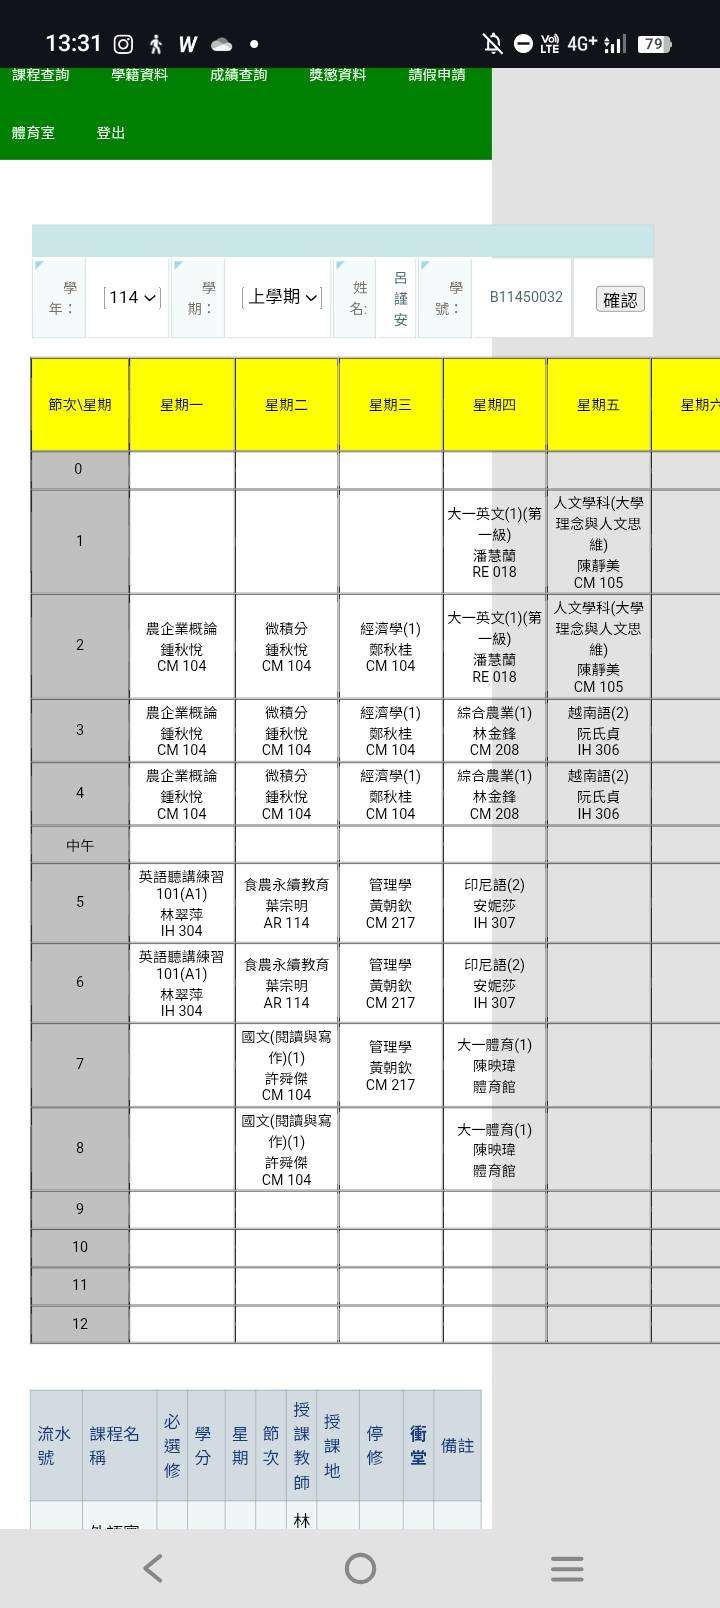 13:31 W Vo) LTE 4G+ 79
課程查詢 學籍資料 成績查詢 獎懲資料 請假申請
體育室 登出
學年： 114 學期： 上學期 姓名: 呂謹安 學號： B11450032 確認
節次\星期 星期一 星期二 星期三 星期四 星期五 星期六
0
1
大一英文(1)(第一級)
潘慧蘭
RE 018
人文學科(大學理念與人文思維)
陳靜美
CM 105
2
農企業概論
鍾秋悅
CM 104
微積分
鍾秋悅
CM 104
經濟學(1)
鄭秋桂
CM 104
大一英文(1)(第一級)
潘慧蘭
RE 018
人文學科(大學理念與人文思維)
陳靜美
CM 105
3
農企業概論
鍾秋悅
CM 104
微積分
鍾秋悅
CM 104
經濟學(1)
鄭秋桂
CM 104
綜合農業(1)
林金鋒
CM 208
越南語(2)
阮氏貞
IH 306
4
農企業概論
鍾秋悅
CM 104
微積分
鍾秋悅
CM 104
經濟學(1)
鄭秋桂
CM 104
綜合農業(1)
林金鋒
CM 208
越南語(2)
阮氏貞
IH 306
中午
5
英語聽講練習
101(A1)
林翠萍
IH 304
食農永續教育
葉宗明
AR 114
管理學
黃朝欽
CM 217
印尼語(2)
安妮莎
IH 307
6
英語聽講練習
101(A1)
林翠萍
IH 304
食農永續教育
葉宗明
AR 114
管理學
黃朝欽
CM 217
印尼語(2)
安妮莎
IH 307
7
國文(閱讀與寫作)(1)
許舜傑
CM 104
管理學
黃朝欽
CM 217
大一體育(1)
陳映瑋
體育館
8
國文(閱讀與寫作)(1)
許舜傑
CM 104
大一體育(1)
陳映瑋
體育館
9
10
11
12
流水號 課程名稱 必選修 學分 星期 節次 授課教師 授課地 停修 衝堂 備註
林